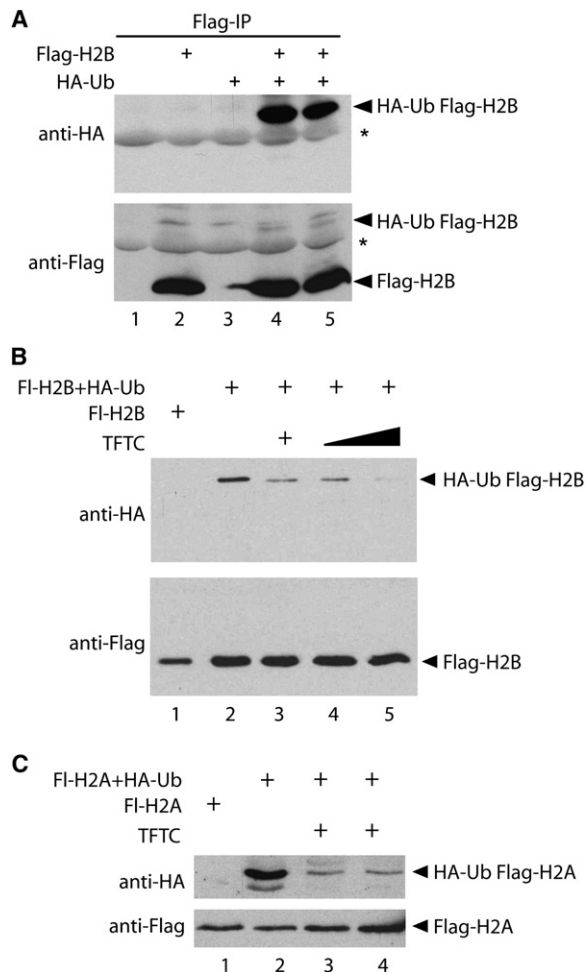 A
Flag-IP
Flag-H2B + + +
HA-Ub + + +
anti-HA
HA-Ub Flag-H2B
*
anti-Flag
HA-Ub Flag-H2B
*
Flag-H2B
1 2 3 4 5
B
Fl-H2B+HA-Ub + + + +
Fl-H2B +
TFTC +
anti-HA
HA-Ub Flag-H2B
anti-Flag
Flag-H2B
1 2 3 4 5
C
Fl-H2A+HA-Ub + + +
Fl-H2A +
TFTC + +
anti-HA
HA-Ub Flag-H2A
anti-Flag
Flag-H2A
1 2 3 4